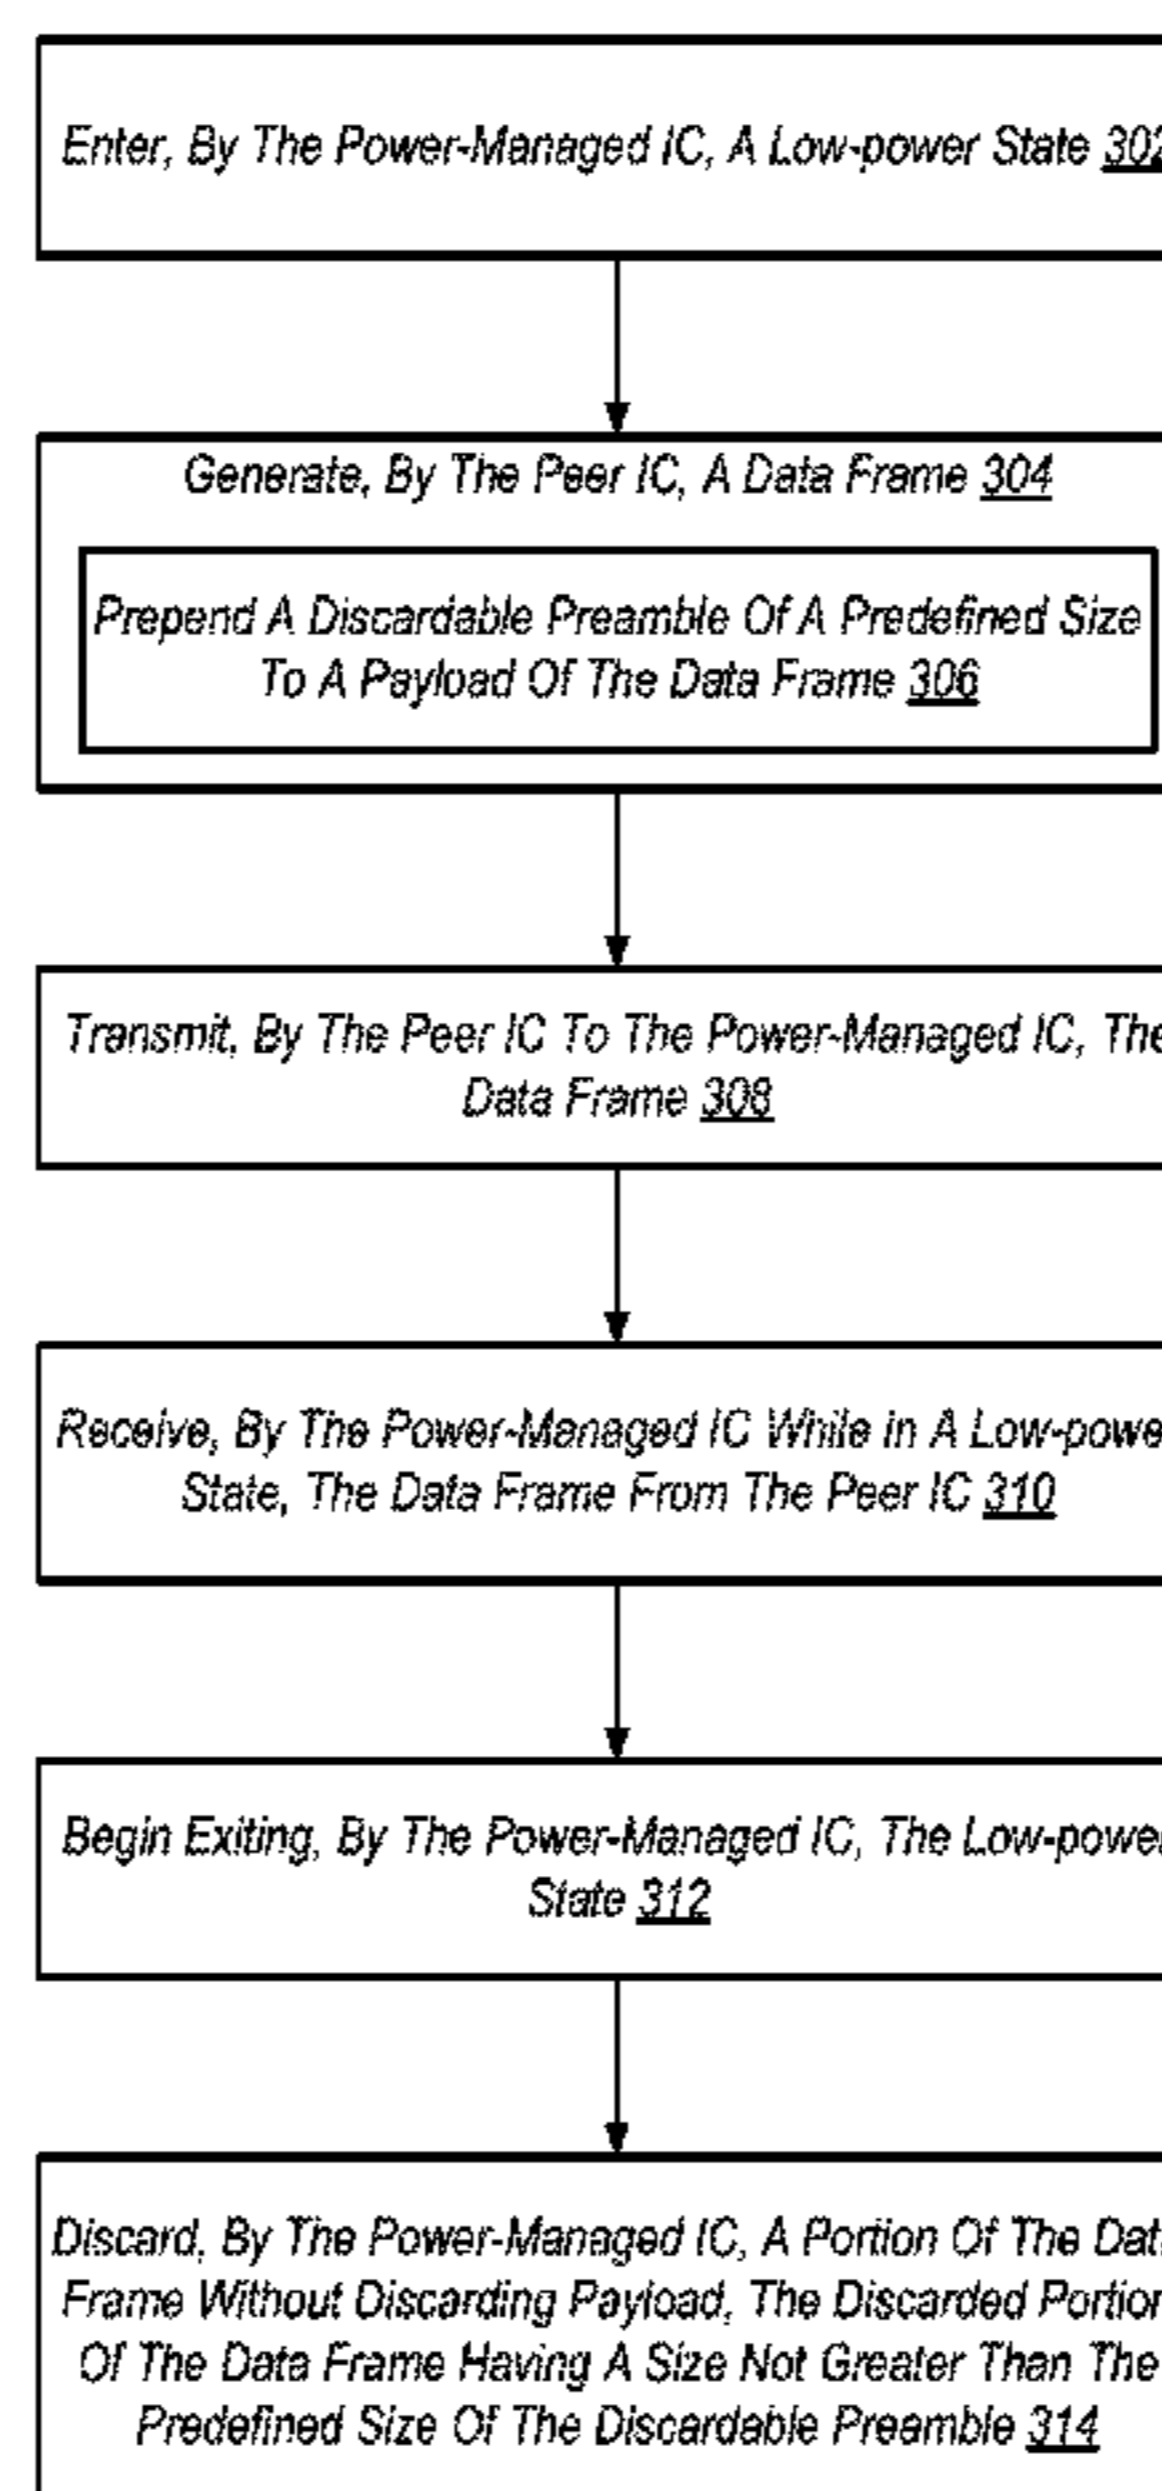 Enter, By The Power-Managed IC, A Low-power State 302
Generate, By The Peer IC, A Data Frame 304
Prepend A Discardable Preamble Of A Predefined Size
To A Payload Of The Data Frame 306
Transmit, By The Peer IC To The Power-Managed IC, The
Data Frame 308
Receive, By The Power-Managed IC While in A Low-powe
State, The Data Frame From The Peer IC 310
Begin Exiting, By The Power-Managed IC, The Low-power
State 312
Discard, By The Power-Managed IC, A Portion Of The Dat
Frame Without Discarding Payload, The Discarded Portion
Of The Data Frame Having A Size Not Greater Than The
Predefined Size Of The Discardable Preamble 314